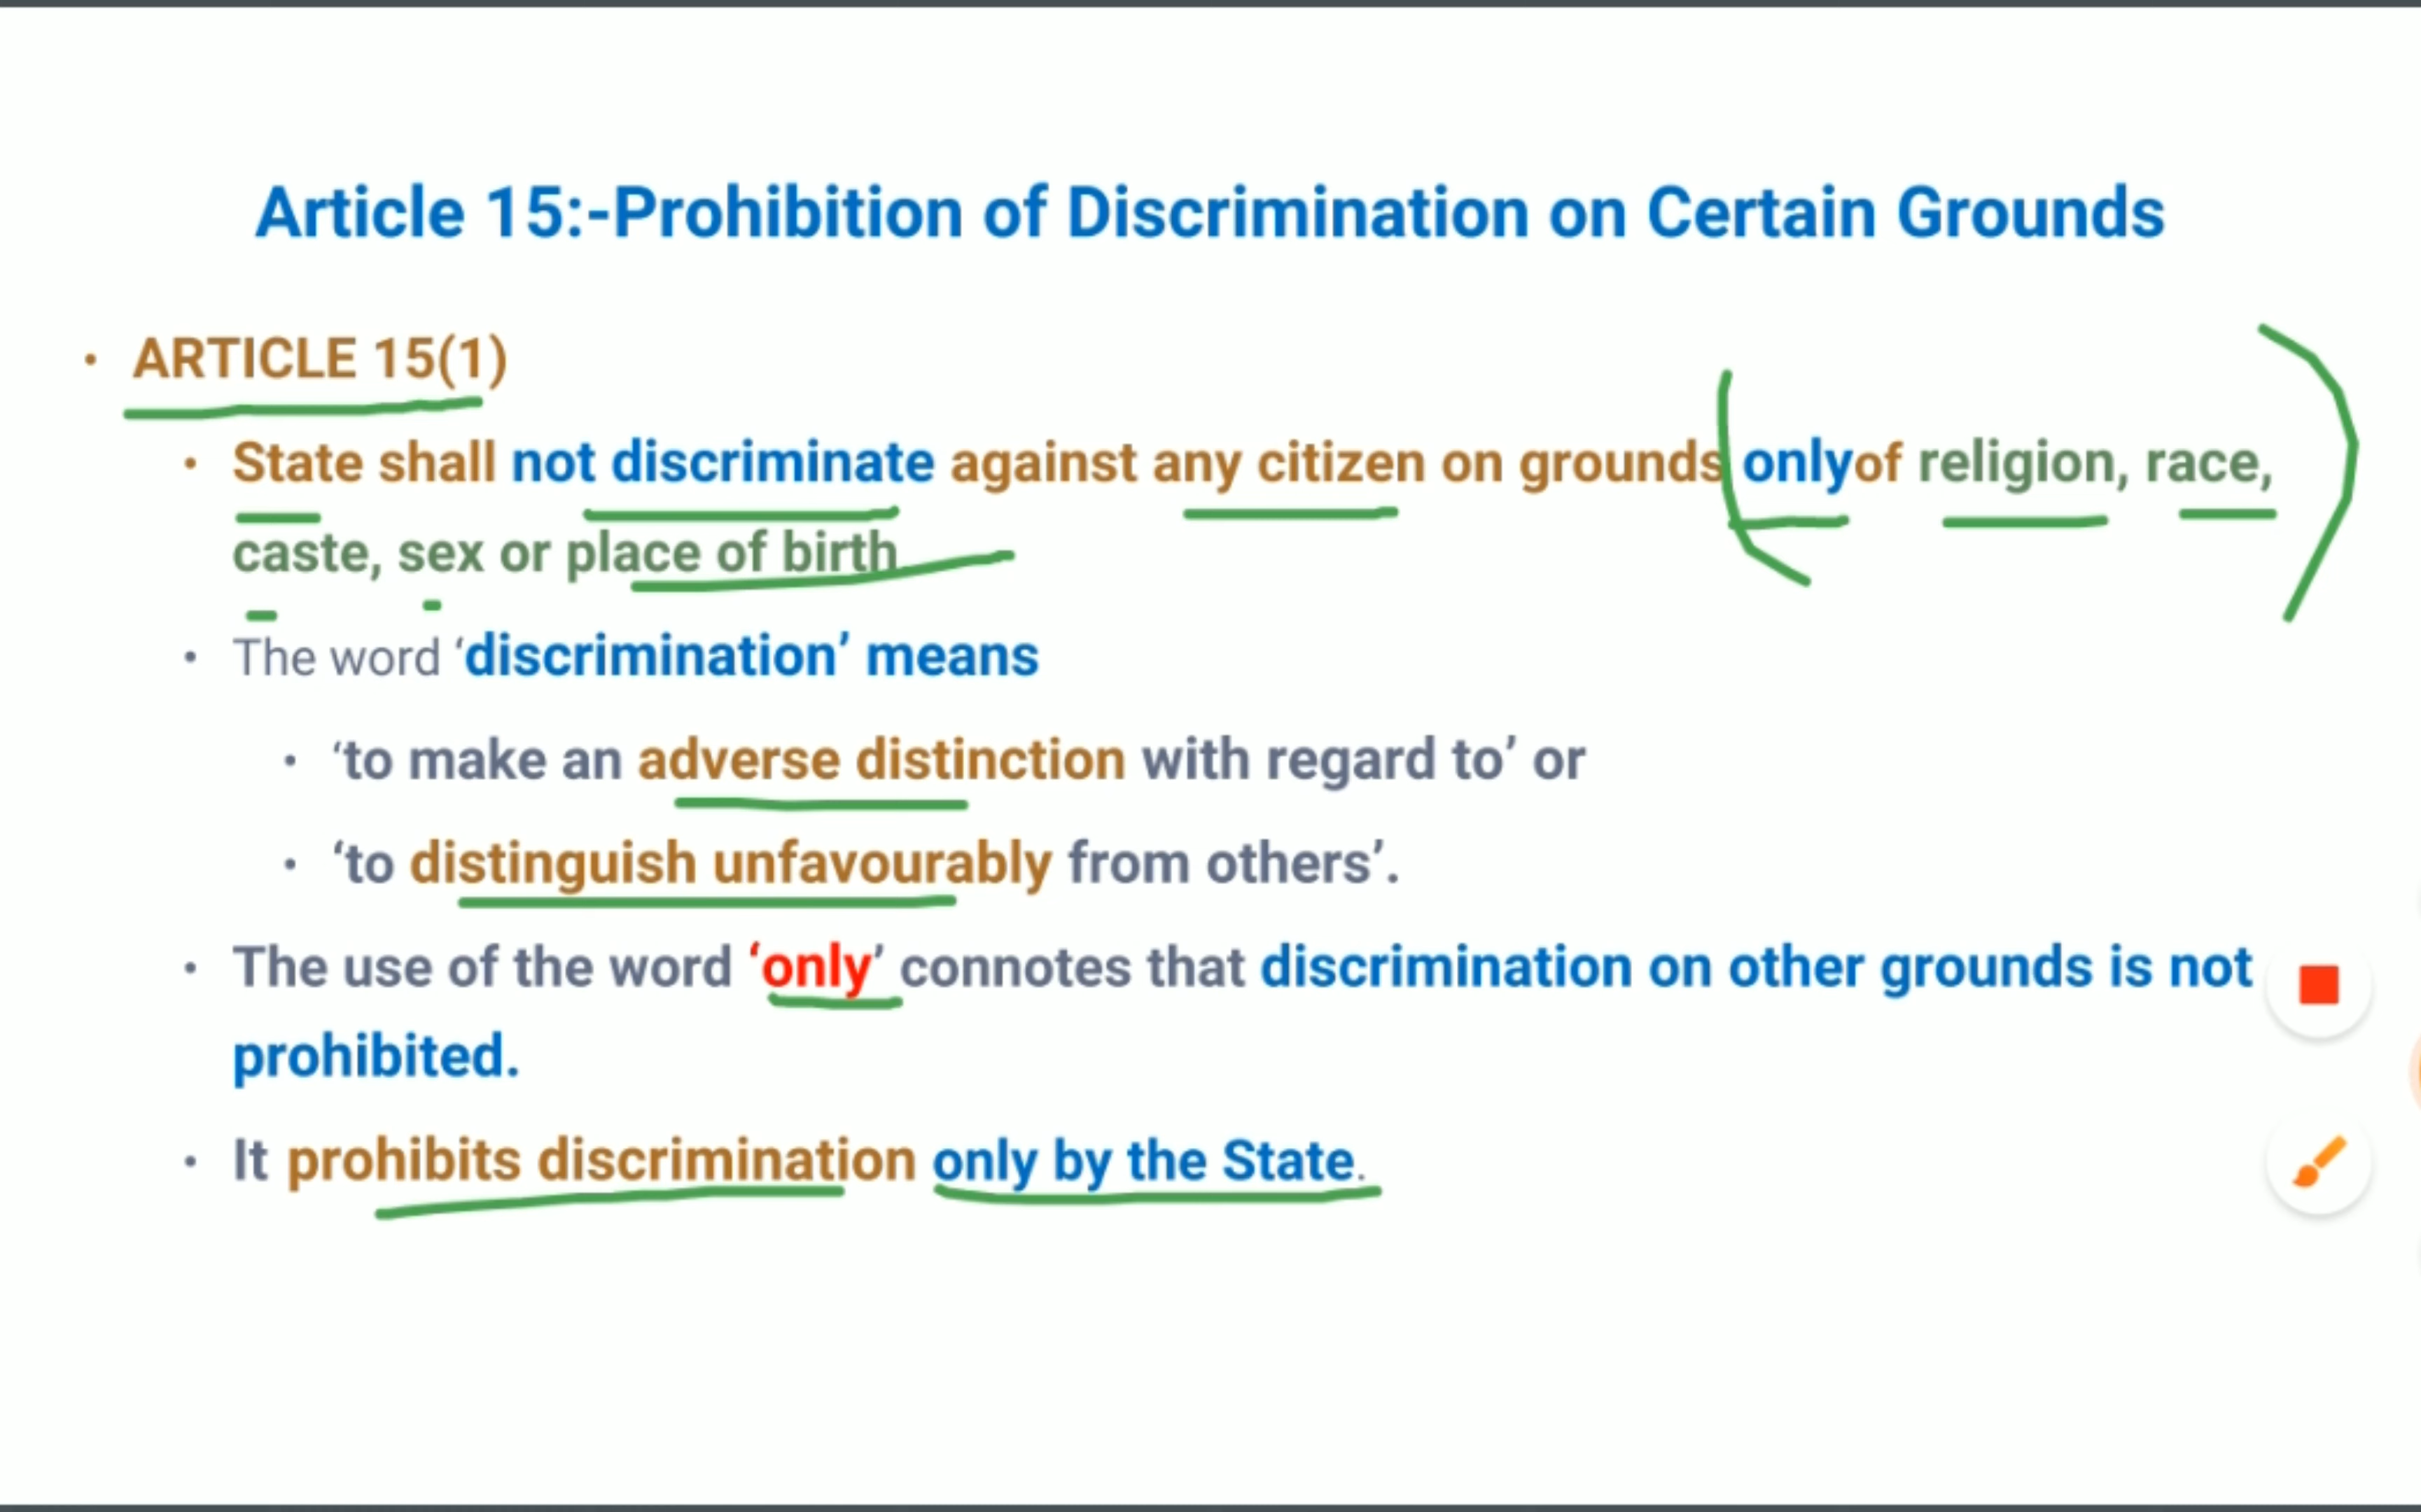 Article 15:-Prohibition of Discrimination on Certain Grounds
• ARTICLE 15(1)
• State shall not discriminate against any citizen on grounds onlyof religion, race,
caste, sex or place of birth
• The word ‘discrimination’ means
• ‘to make an adverse distinction with regard to’ or
• ‘to distinguish unfavourably from others’.
• The use of the word ‘only’ connotes that discrimination on other grounds is not
prohibited.
• It prohibits discrimination only by the State.